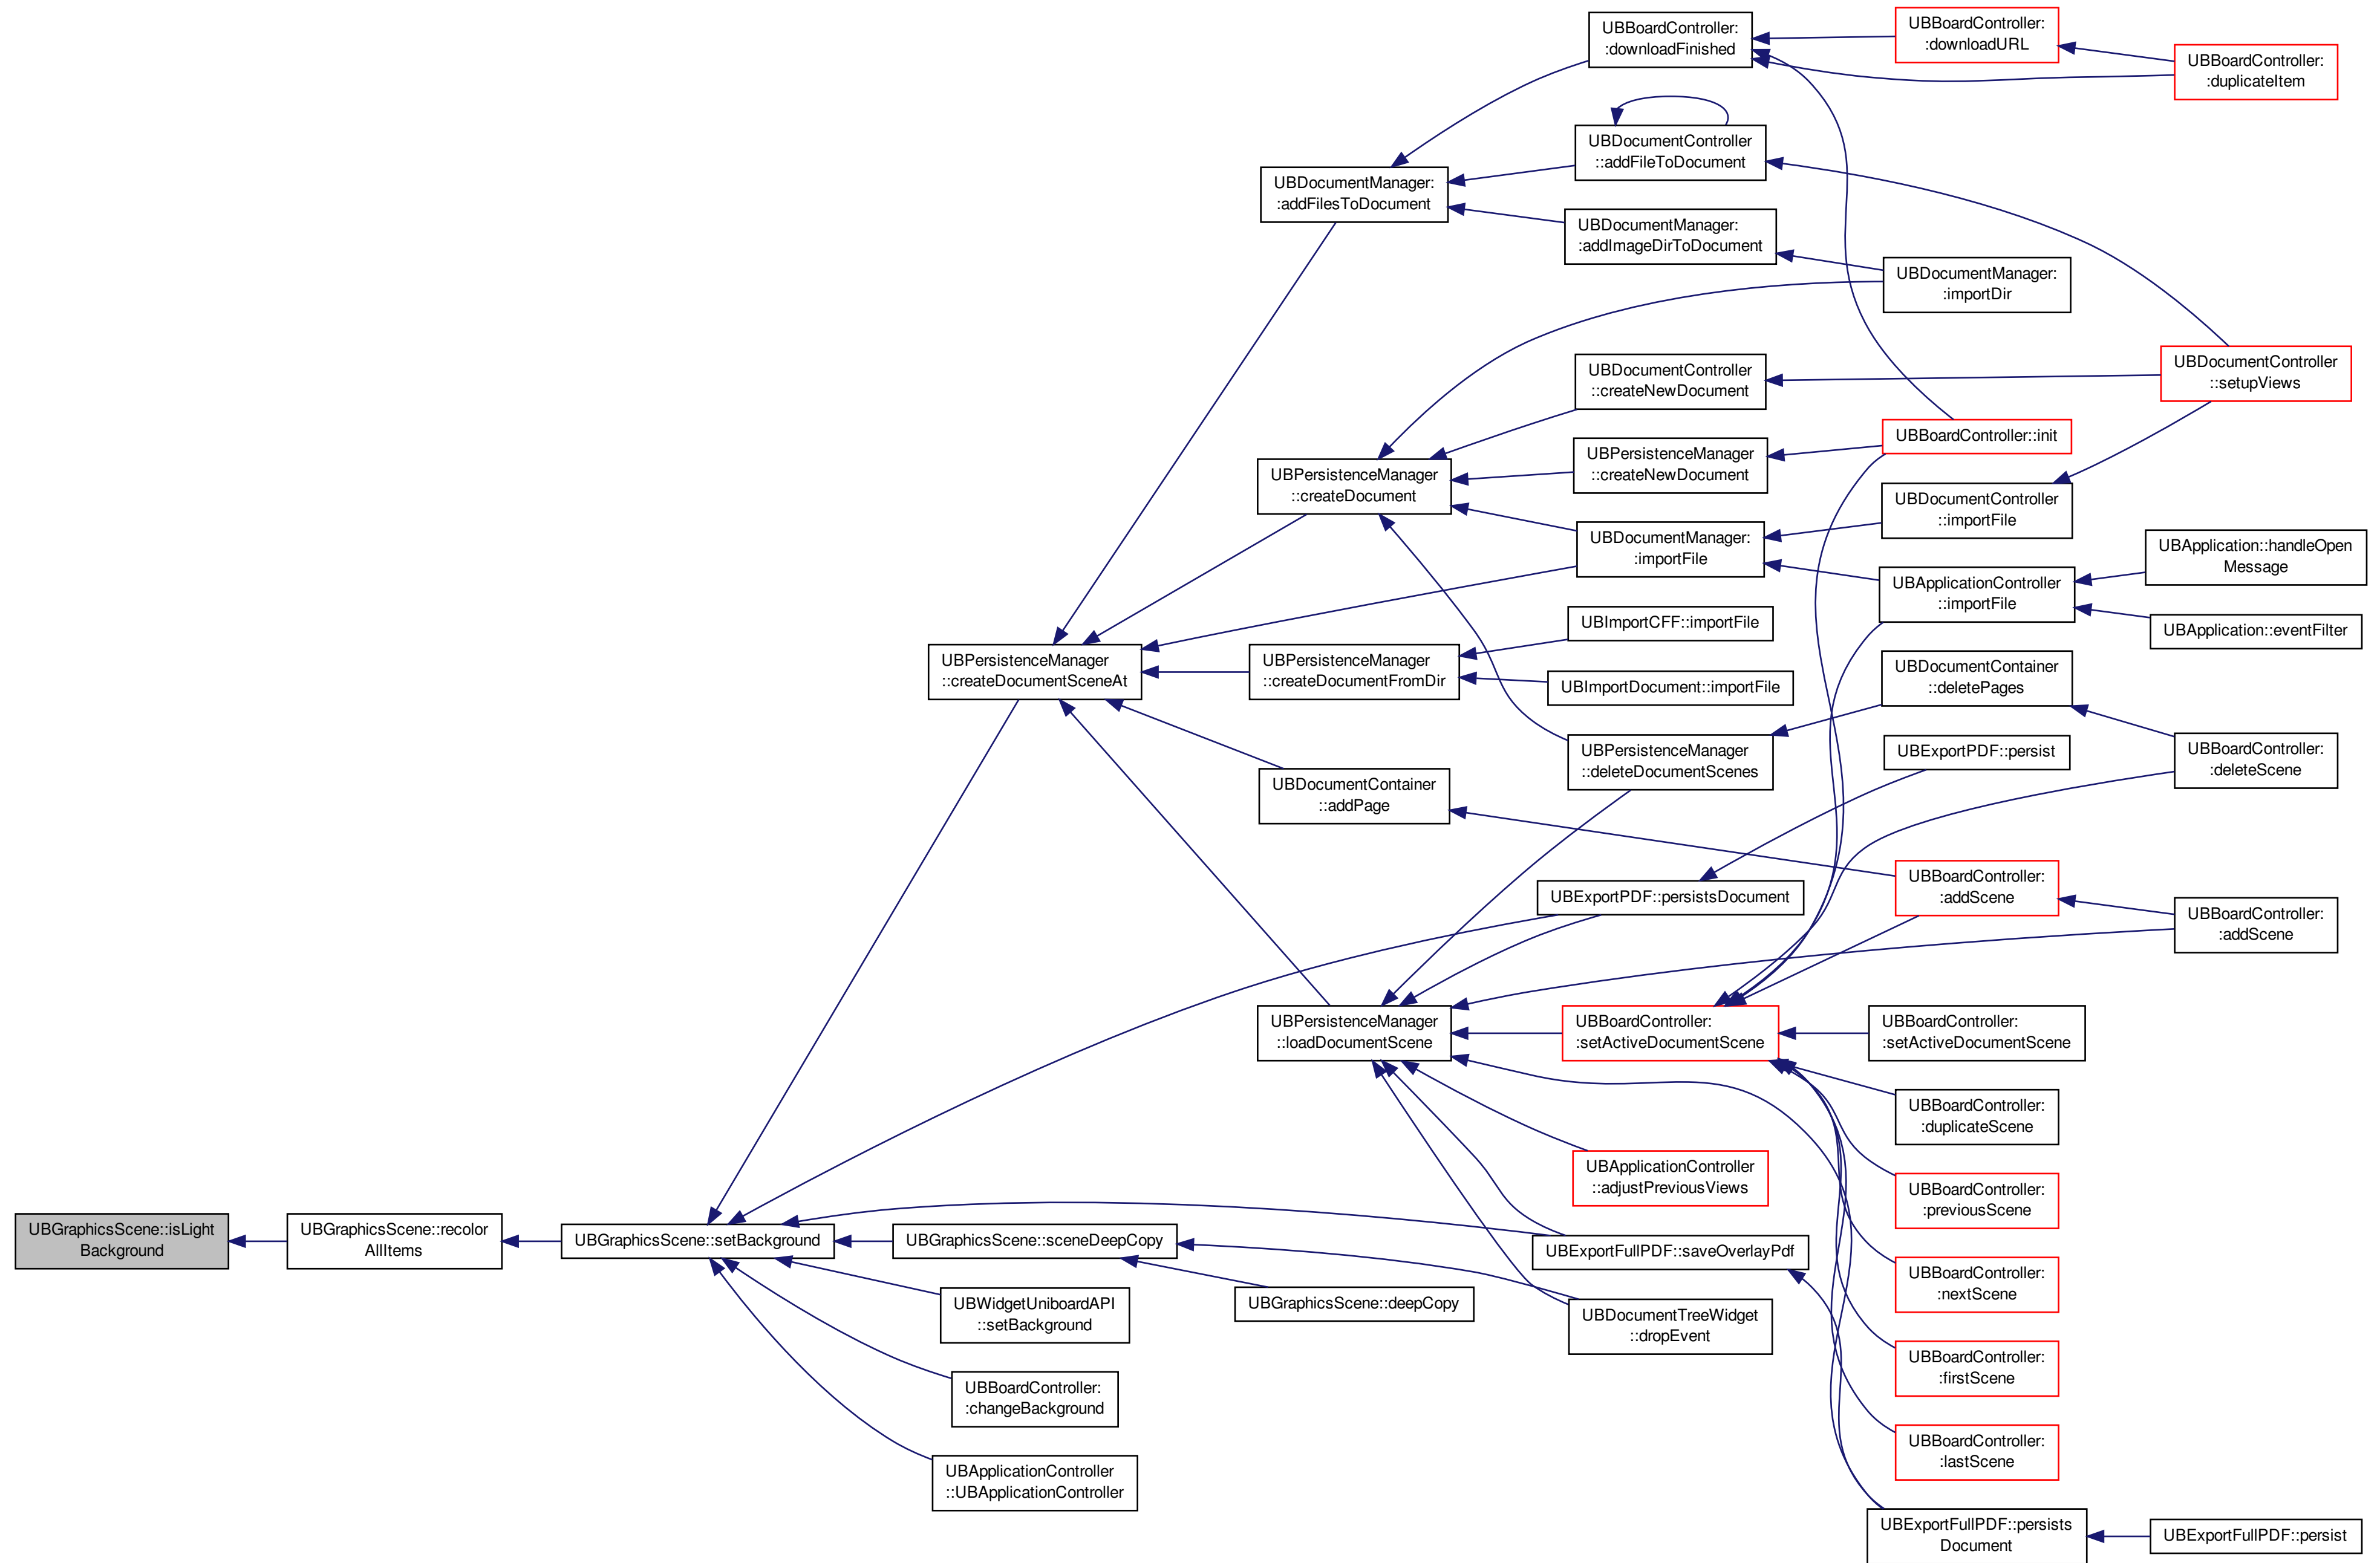 UBBoardController:
:downloadFinished
UBBoardController:
:downloadURL
UBBoardController:
:duplicateItem
UBDocumentController
::addFileToDocument
UBDocumentManager:
:addFilesToDocument
UBDocumentManager:
:addImageDirToDocument
UBDocumentManager:
:importDir
UBDocumentController
::createNewDocument
UBDocumentController
::setupViews
UBBoardController::init
UBPersistenceManager
::createDocument
UBPersistenceManager
::createNewDocument
UBDocumentController
::importFile
UBDocumentManager:
:importFile
UBApplication::handleOpen
Message
UBApplicationController
::importFile
UBApplication::eventFilter
UBImportCFF::importFile
UBPersistenceManager
::createDocumentSceneAt
UBPersistenceManager
::createDocumentFromDir
UBImportDocument::importFile
UBDocumentContainer
::deletePages
UBPersistenceManager
::deleteDocumentScenes
UBExportPDF::persist
UBBoardController:
:deleteScene
UBDocumentContainer
::addPage
UBExportPDF::persistsDocument
UBBoardController:
:addScene
UBBoardController:
:addScene
UBPersistenceManager
::loadDocumentScene
UBBoardController:
:setActiveDocumentScene
UBBoardController:
:setActiveDocumentScene
UBBoardController:
:duplicateScene
UBApplicationController
::adjustPreviousViews
UBBoardController:
:previousScene
UBGraphicsScene::isLight
Background
UBGraphicsScene::recolor
AllItems
UBGraphicsScene::setBackground
UBGraphicsScene::sceneDeepCopy
UBExportFullPDF::saveOverlayPdf
UBBoardController:
:nextScene
UBWidgetUniboardAPI
::setBackground
UBGraphicsScene::deepCopy
UBDocumentTreeWidget
::dropEvent
UBBoardController:
:firstScene
UBBoardController:
:changeBackground
UBBoardController:
:lastScene
UBApplicationController
::UBApplicationController
UBExportFullPDF::persists
Document
UBExportFullPDF::persist